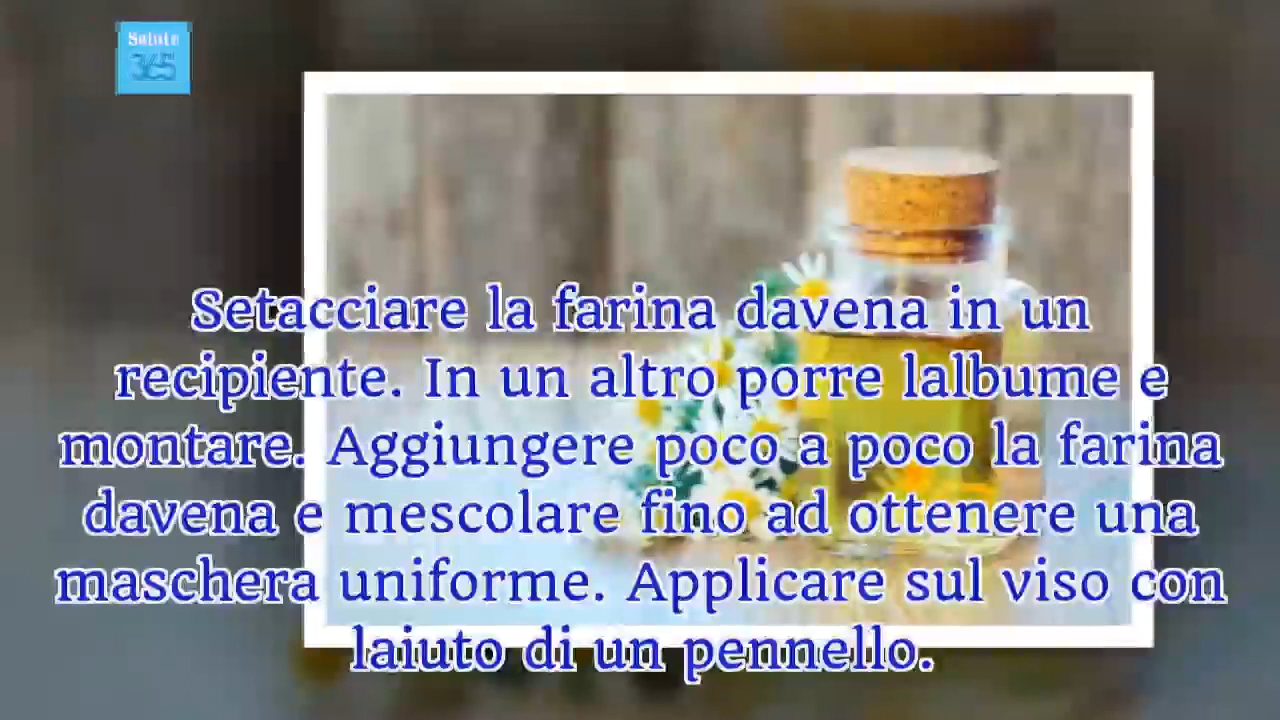 Salute
365
Setacciare la farina davena in un
recipiente. In un altro porre lalbume e
montare. Aggiungere poco a poco la farina
davena e mescolare fino ad ottenere una
maschera uniforme. Applicare sul viso con
laiuto di un pennello.